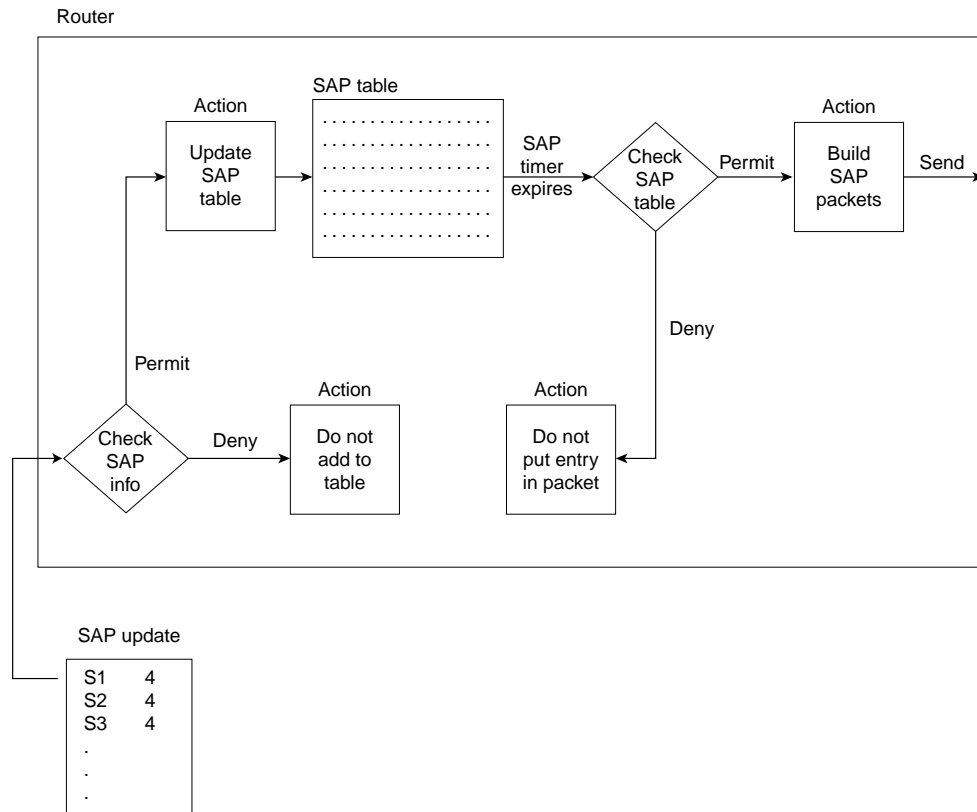 Router
SAP table
Action
Update
SAP
table
. . . . . . . . . . . . . . . . . .
. . . . . . . . . . . . . . . . . .
. . . . . . . . . . . . . . . . . .
. . . . . . . . . . . . . . . . . .
. . . . . . . . . . . . . . . . . .
. . . . . . . . . . . . . . . . . .
SAP
timer
expires
Check
SAP
table
Permit
Action
Build
SAP
packets
Send
Deny
Permit
Check
SAP
info
Deny
Action
Do not
add to
table
Action
Do not
put entry
in packet
SAP update
S1 4
S2 4
S3 4
.
.
.